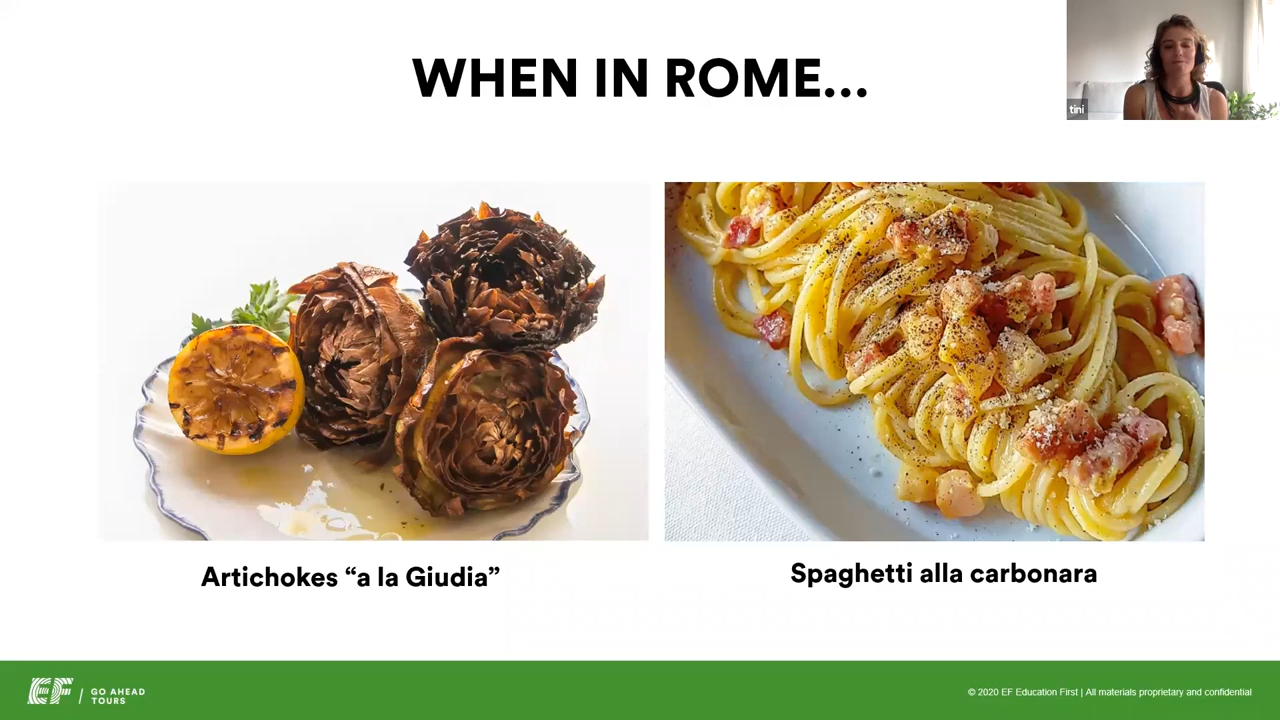 WHEN IN ROME...
tini
Artichokes “a la Giudia”
Spaghetti alla carbonara
EF / GO AHEAD
TOURS
© 2020 EF Education First | All materials proprietary and confidential